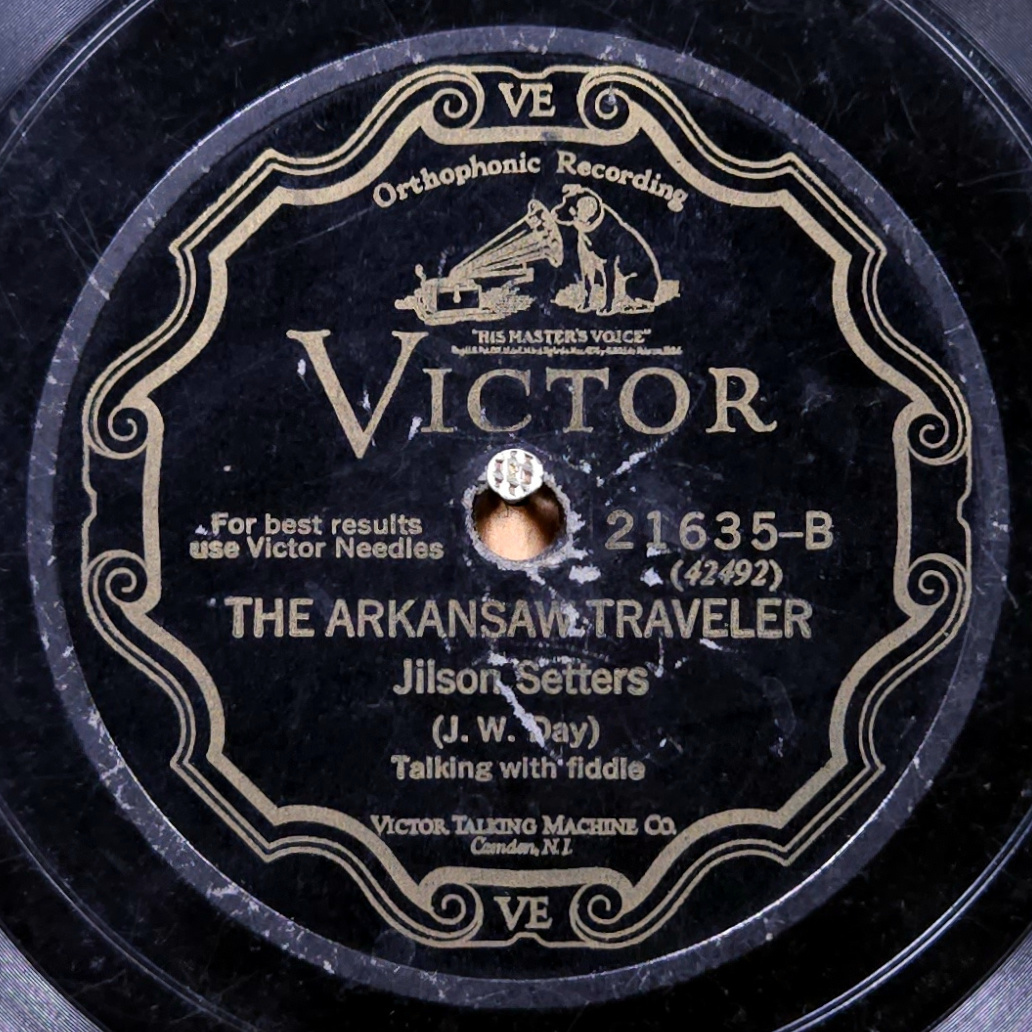 VE
Orthophonic Recording
"HIS MASTER'S VOICE"
VICTOR
For best results
use Victor Needles
21635-B
(42492)
THE ARKANSAW TRAVELER
Jilson Setters
(J. W. Day)
Talking with fiddle
VICTOR TALKING MACHINE CO.
Camden, N.J.
VE